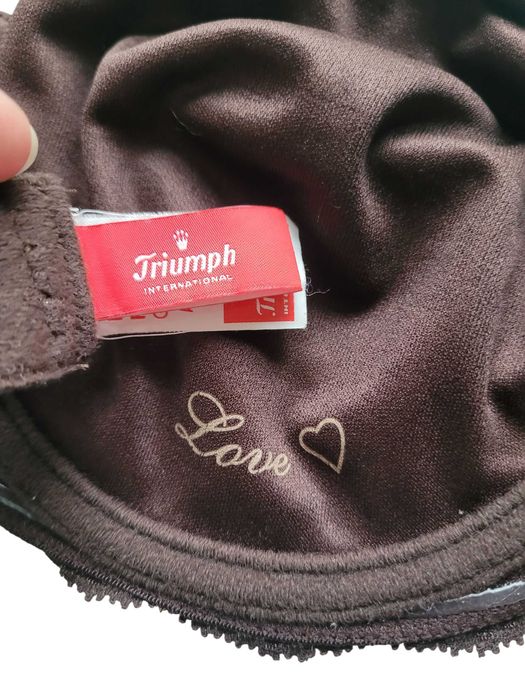 Triumph
INTERNATIONAL
Love ♡